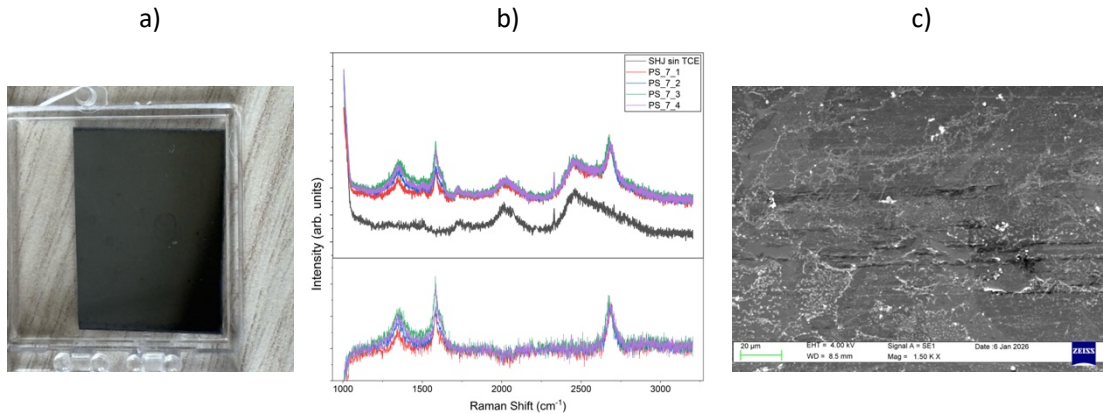 a)
b)
c)
SHJ sin TCE
PS_7_1
PS_7_2
PS_7_3
PS_7_4
Intensity (arb. units)
1000 1500 2000 2500 3000
Raman Shift (cm⁻¹)
20 µm
EHT = 4.00 kV
WD = 8.5 mm
Signal A = SE1
Mag = 1.50 K X
Date :6 Jan 2026
ZEISS